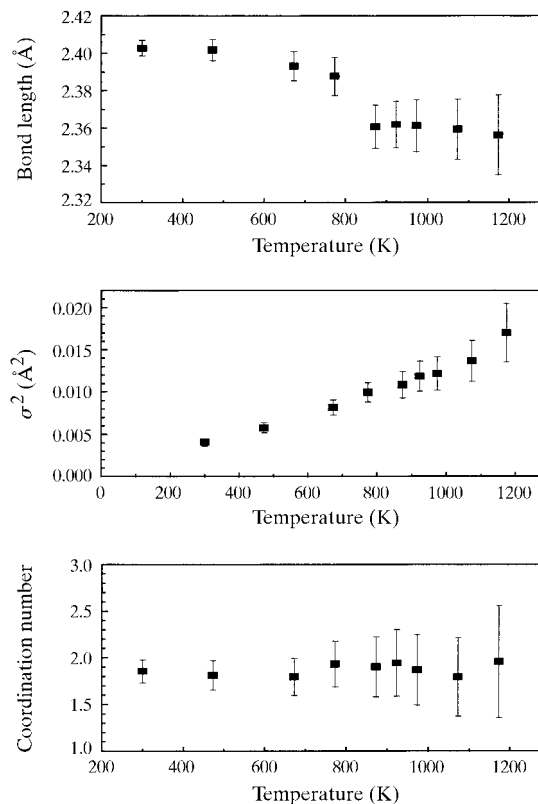 2.42
2.40
2.38
2.36
2.34
2.32
Bond length (Å)
200 400 600 800 1000 1200
Temperature (K)
0.020
0.015
0.010
0.005
0.000
σ² (Å²)
0 200 400 600 800 1000 1200
Temperature (K)
3.0
2.5
2.0
1.5
1.0
Coordination number
200 400 600 800 1000 1200
Temperature (K)